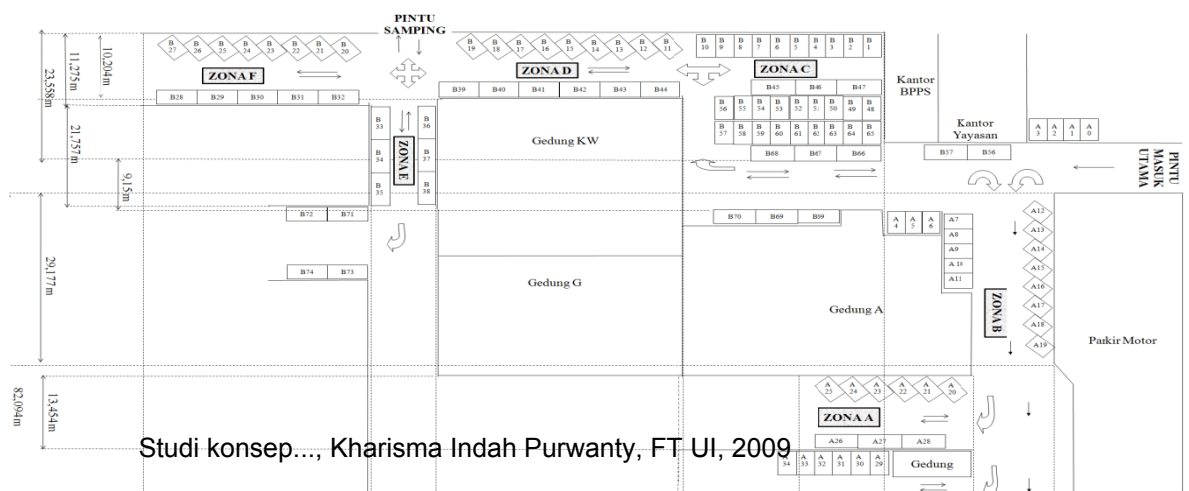 PINTU
SAMPING
B 27
B 26
B 25
B 24
B 23
B 22
B 21
B 20
B 19
B 18
B 17
B 16
B 15
B 14
B 13
B 12
B 11
B 10
B 9
B 8
B 7
B 6
B 5
B 4
B 3
B 2
B 1
ZONA F
ZONA D
ZONA C
10,204m
11,275m
23,558m
B28 B29 B30 B31 B32
B39 B40 B41 B42 B43 B44
B45 B46 B47
Kantor
BPPS
B 56
B 55
B 54
B 53
B 52
B 51
B 50
B 49
B 48
B 57
B 58
B 59
B 60
B 61
B 62
B 63
B 64
B 65
B68 B67 B66
B 33
B 34
B 35
ZONA E
B 36
B 37
B 38
Gedung KW
Kantor
Yayasan
A 3
A 2
A 1
A 0
B57 B56
PINTU
MASUK
UTAMA
21,757m
9,15m
B72 B71
B74 B73
B70 B69 B69
A 4
A 5
A 6
A7
A8
A9
A 10
A11
A12
A13
A14
A15
A16
A17
A18
A19
ZONA B
29,177m
Gedung G
Gedung A
Parkir Motor
A 25
A 24
A 23
A 22
A 21
A 20
ZONA A
13,454m
82,094m
A26 A27 A28
A 34
A 33
A 32
A 31
A 30
A 29
Gedung
Studi konsep..., Kharisma Indah Purwanty, FT UI, 2009